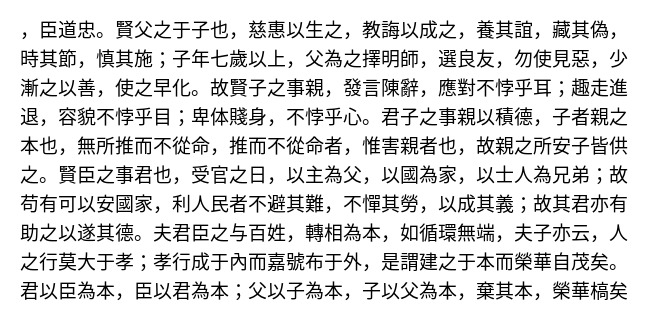 ，臣道忠。賢父之于子也，慈惠以生之，教誨以成之，養其誼，藏其偽，
時其節，慎其施；子年七歲以上，父為之擇明師，選良友，勿使見惡，少
漸之以善，使之早化。故賢子之事親，發言陳辭，應對不悖乎耳；趣走進
退，容貌不悖乎目；卑体賤身，不悖乎心。君子之事親以積德，子者親之
本也，無所推而不從命，推而不從命者，惟害親者也，故親之所安子皆供
之。賢臣之事君也，受官之日，以主為父，以國為家，以士人為兄弟；故
苟有可以安國家，利人民者不避其難，不憚其勞，以成其義；故其君亦有
助之以遂其德。夫君臣之与百姓，轉相為本，如循環無端，夫子亦云，人
之行莫大于孝；孝行成于內而嘉號布于外，是謂建之于本而榮華自茂矣。
君以臣為本，臣以君為本；父以子為本，子以父為本，棄其本，榮華槁矣